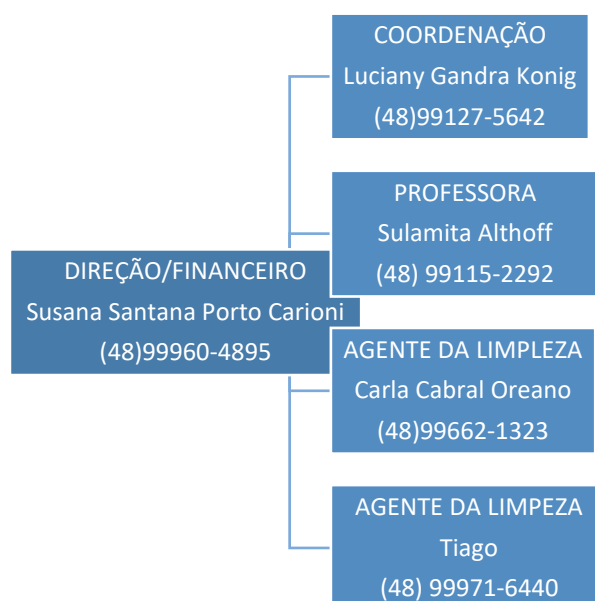 COORDENAÇÃO
Luciany Gandra Konig
(48)99127-5642
PROFESSORA
Sulamita Althoff
(48) 99115-2292
DIREÇÃO/FINANCEIRO
Susana Santana Porto Carioni
(48)99960-4895
AGENTE DA LIMPLEZA
Carla Cabral Oreano
(48)99662-1323
AGENTE DA LIMPEZA
Tiago
(48) 99971-6440